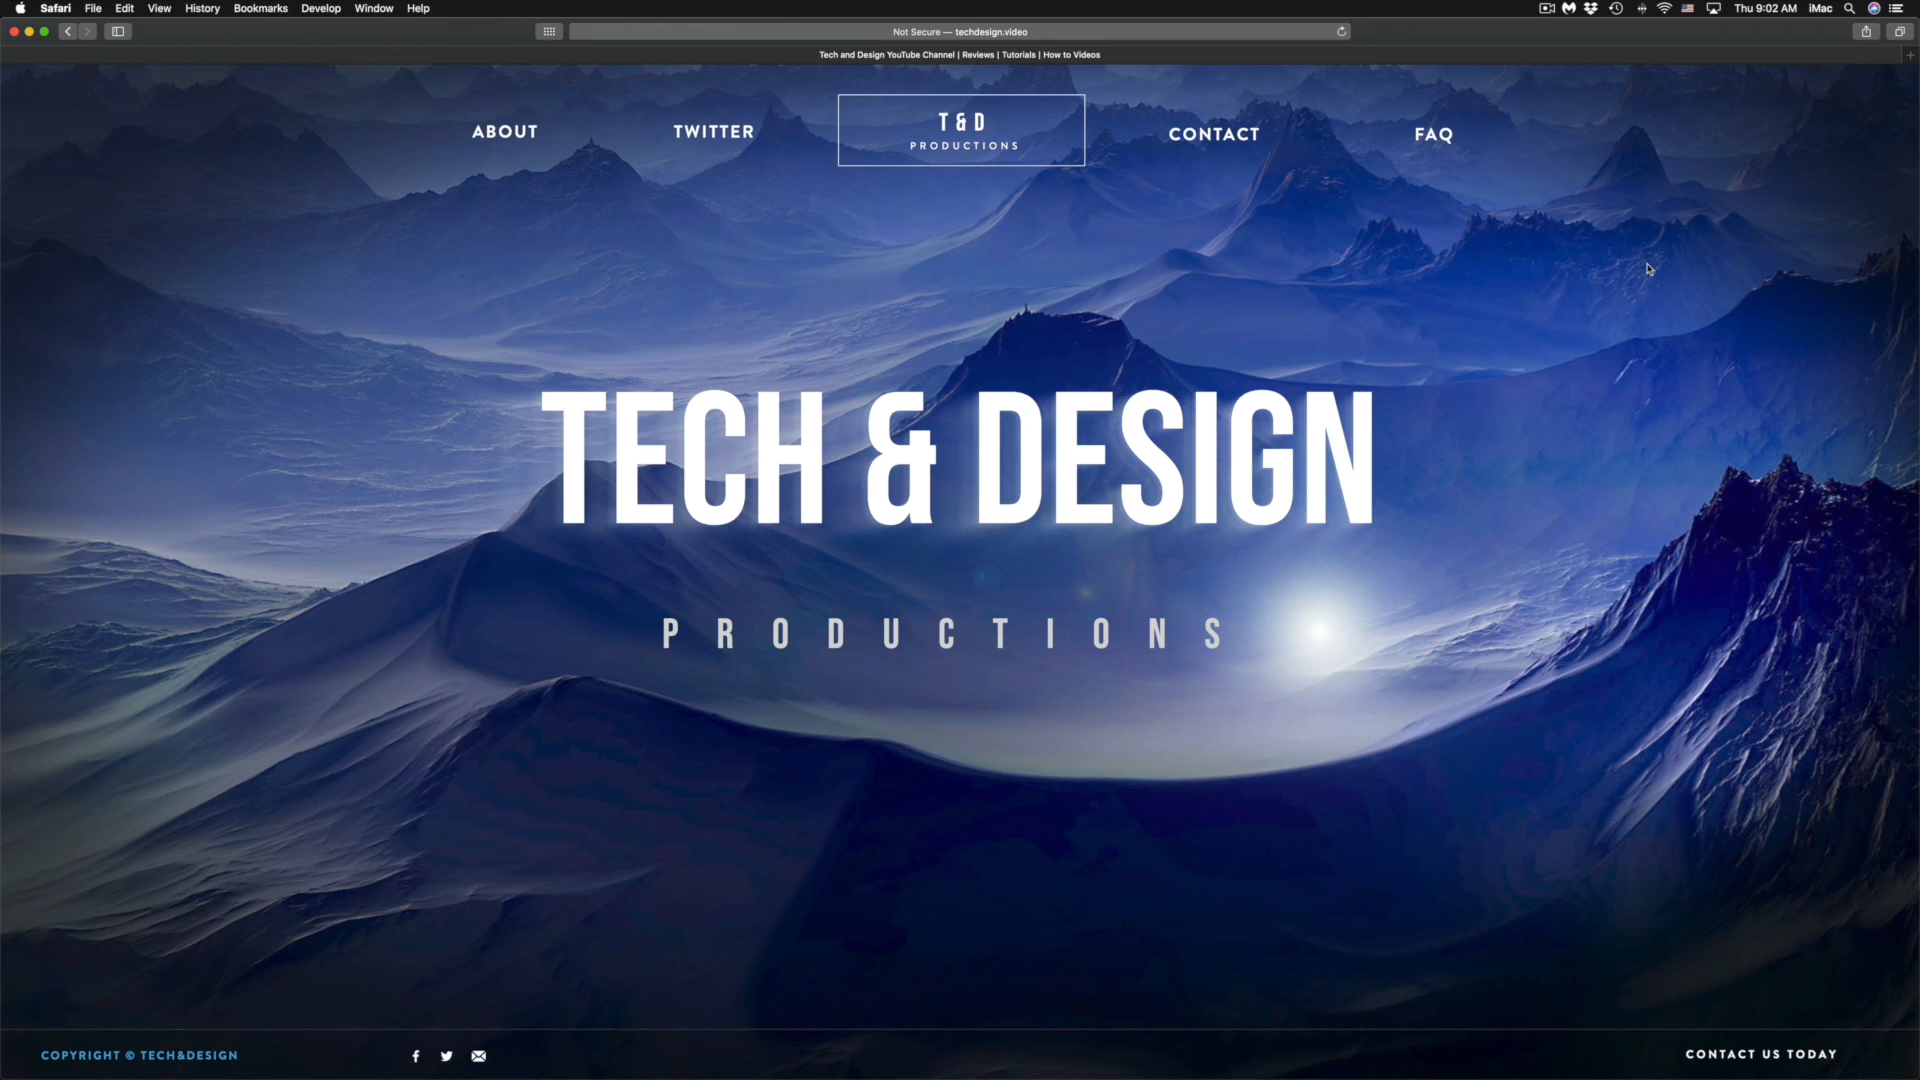 Safari File Edit View History Bookmarks Develop Window Help Thu 9:02 AM iMac
Not Secure — techdesign.video
Tech and Design YouTube Channel | Reviews | Tutorials | How to Videos
ABOUT TWITTER T & D CONTACT FAQ
PRODUCTIONS
TECH & DESIGN
PRODUCTIONS
COPYRIGHT © TECH&DESIGN CONTACT US TODAY